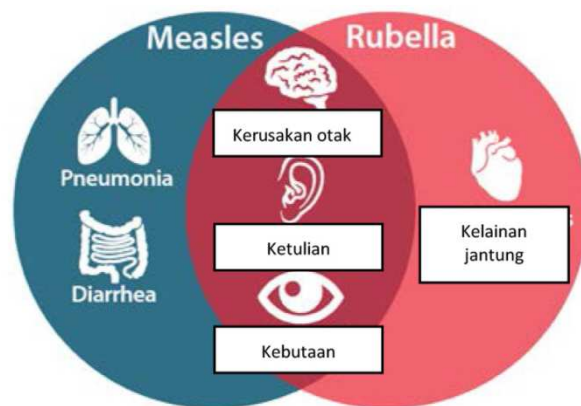 Measles Rubella
Kerusakan otak
Pneumonia
Ketulian
Kelainan
jantung
Diarrhea
Kebutaan